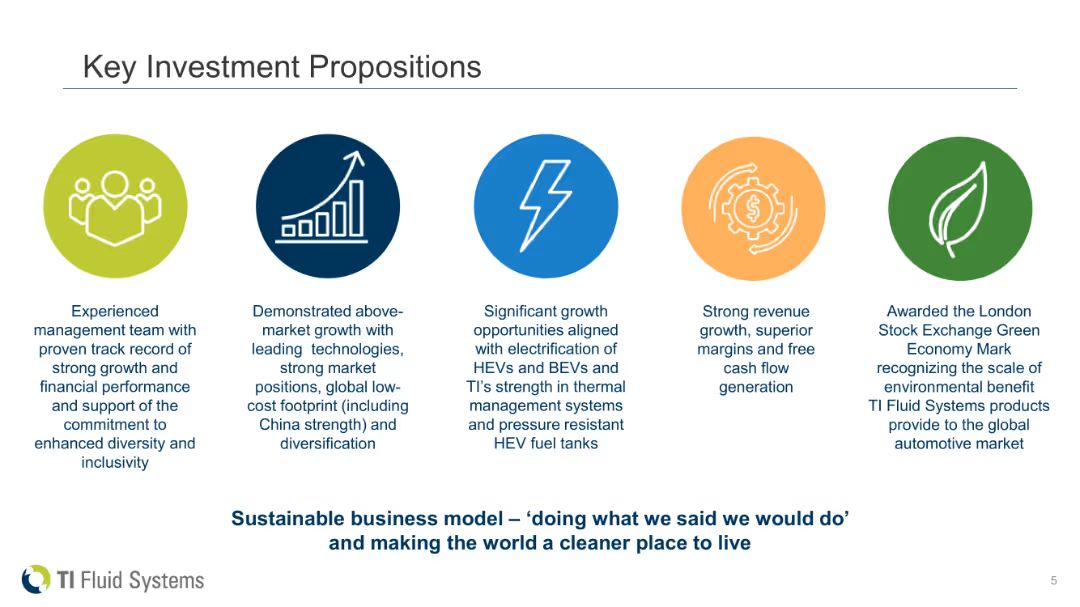 Key Investment Propositions
$
Experienced
management team with
proven track record of
strong growth and
financial performance
and support of the
commitment to
enhanced diversity and
inclusivity
Demonstrated above-
market growth with
leading technologies,
strong market
positions, global low-
cost footprint (including
China strength) and
diversification
Significant growth
opportunities aligned
with electrification of
HEVs and BEVs and
TI's strength in thermal
management systems
and pressure resistant
HEV fuel tanks
Strong revenue
growth, superior
margins and free
cash flow
generation
Awarded the London
Stock Exchange Green
Economy Mark
recognizing the scale of
environmental benefit
TI Fluid Systems products
provide to the global
automotive market
Sustainable business model – ‘doing what we said we would do’
and making the world a cleaner place to live
TI Fluid Systems
5